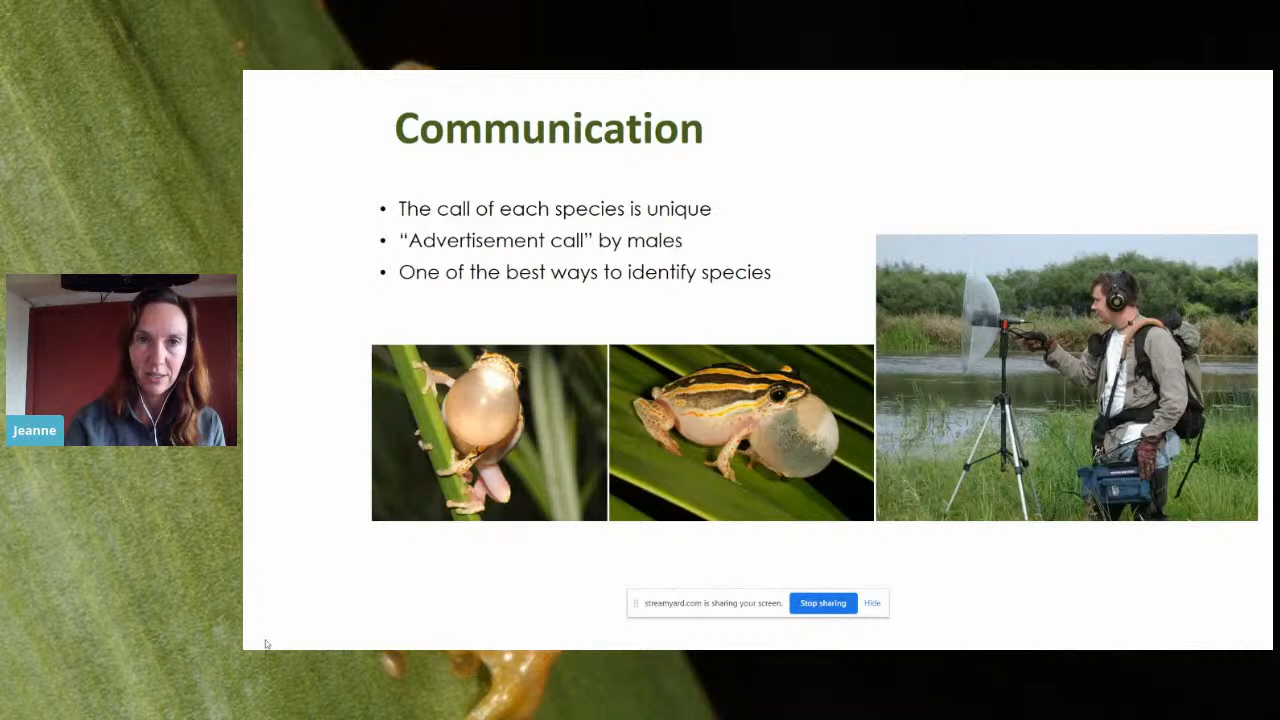 Communication
• The call of each species is unique
• “Advertisement call” by males
• One of the best ways to identify species
Jeanne
streamyard.com is sharing your screen. Stop sharing Hide